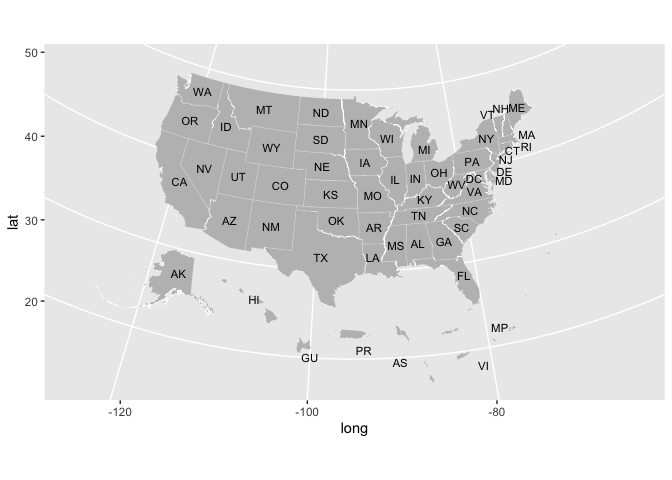 50
40
30
20
lat
WA
OR
CA
ID
NV
AZ
MT
WY
UT
CO
NM
ND
SD
NE
KS
OK
TX
MN
IA
MO
AR
LA
WI
IL
MS
MI
IN
KY
TN
AL
OH
WV
GA
FL
SC
NC
VA
DC
PA
NY
VT
NH
ME
MA
RI
CT
NJ
DE
MD
AK
HI
GU
PR
AS
VI
MP
-120
-100
-80
long